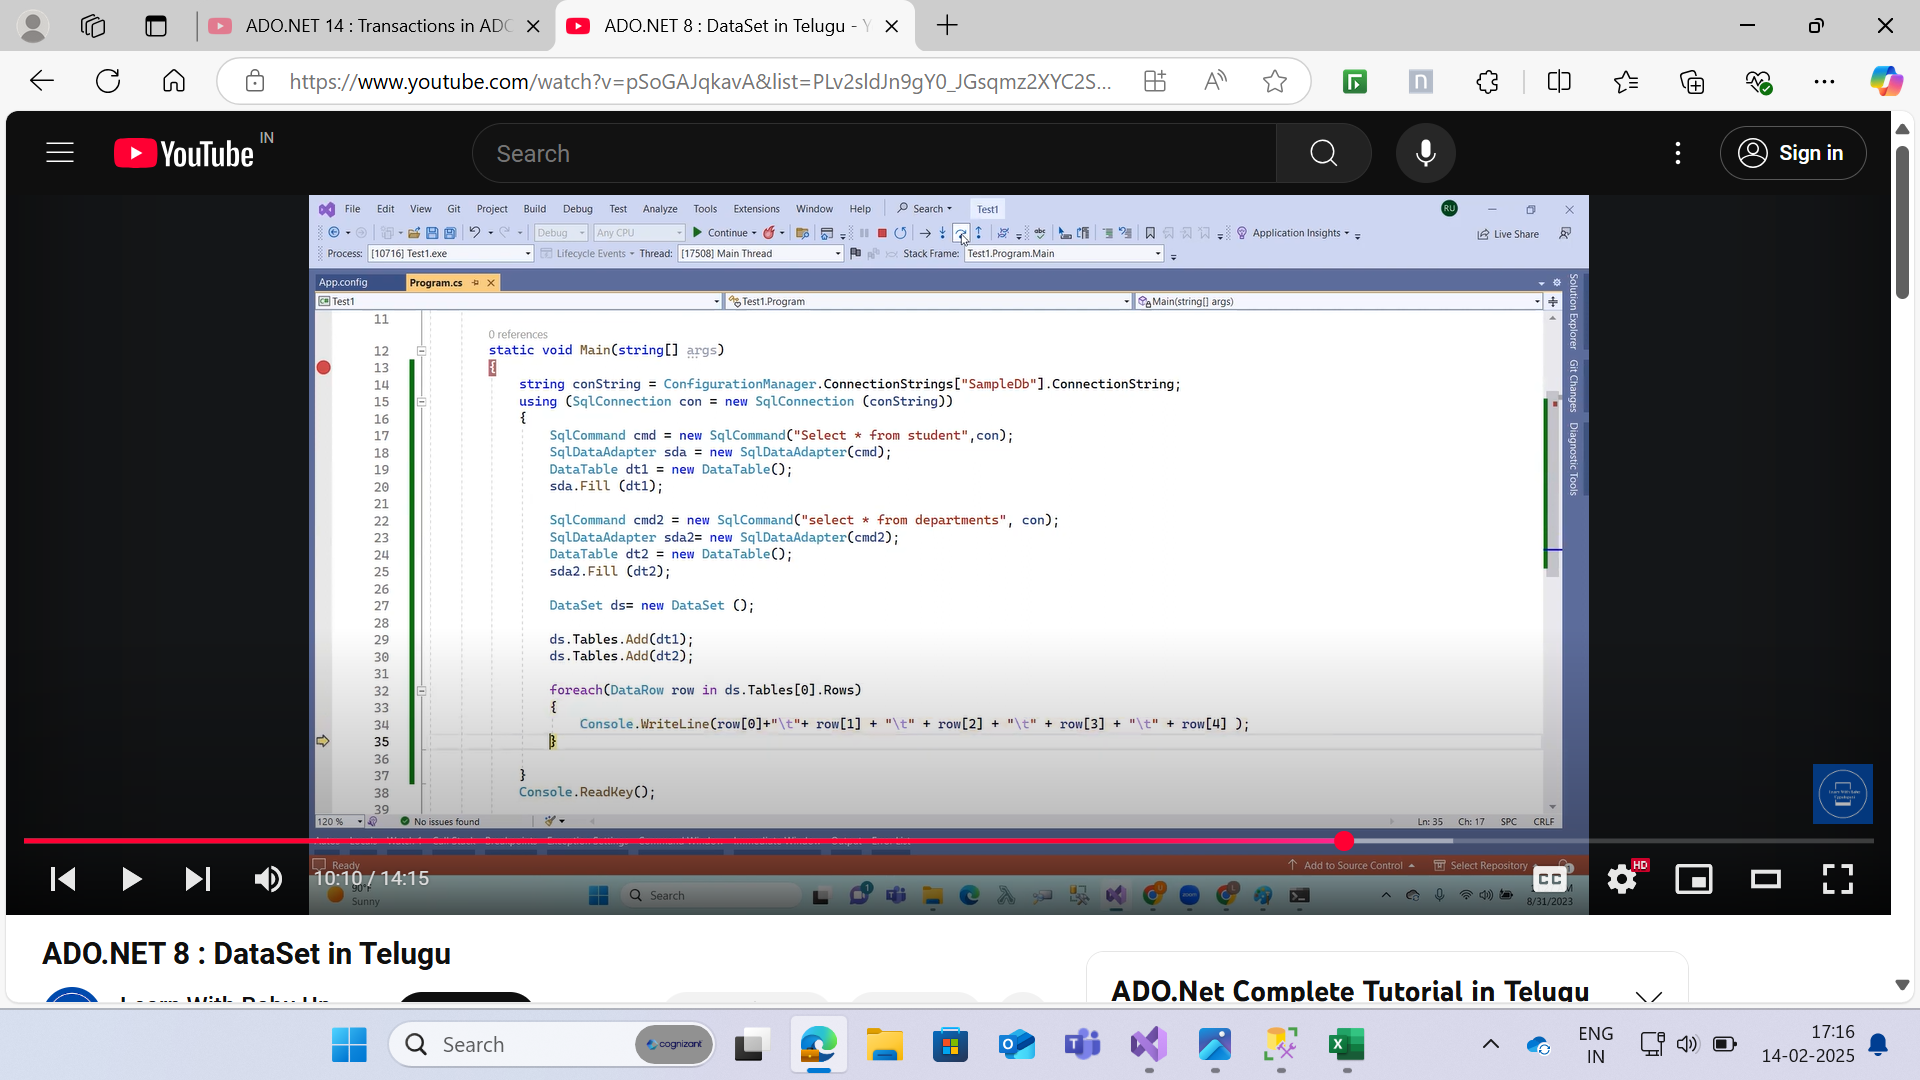 ADO.NET 14 : Transactions in ADO
ADO.NET 8 : DataSet in Telugu - Y
https://www.youtube.com/watch?v=pSoGAJqkavA&list=PLv2sldJn9gY0_JGsqmz2XYC2S...
YouTube IN
Search
Sign in
File Edit View Git Project Build Debug Test Analyze Tools Extensions Window Help Search Test1 RU
Debug Any CPU Continue Application Insights Live Share
Process: [10716] Test1.exe Lifecycle Events Thread: [17508] Main Thread Stack Frame: Test1.Program.Main
App.config Program.cs
Test1 Test1.Program Main(string[] args)
Solution Explorer
Git Changes
Diagnostic Tools
11
0 references
12 static void Main(string[] args)
13 {
14 string conString = ConfigurationManager.ConnectionStrings["SampleDb"].ConnectionString;
15 using (SqlConnection con = new SqlConnection (conString))
16 {
17 SqlCommand cmd = new SqlCommand("Select * from student",con);
18 SqlDataAdapter sda = new SqlDataAdapter(cmd);
19 DataTable dt1 = new DataTable();
20 sda.Fill (dt1);
21
22 SqlCommand cmd2 = new SqlCommand("select * from departments", con);
23 SqlDataAdapter sda2= new SqlDataAdapter(cmd2);
24 DataTable dt2 = new DataTable();
25 sda2.Fill (dt2);
26
27 DataSet ds= new DataSet ();
28
29 ds.Tables.Add(dt1);
30 ds.Tables.Add(dt2);
31
32 foreach(DataRow row in ds.Tables[0].Rows)
33 {
34 Console.WriteLine(row[0]+"\t"+ row[1] + "\t" + row[2] + "\t" + row[3] + "\t" + row[4] );
35 }
36
37 }
38 Console.ReadKey();
39
120 % No issues found Ln: 35 Ch: 17 SPC CRLF
Ready Add to Source Control Select Repository
10:10 / 14:15
CC HD
90°F
Sunny
Search
8/31/2023
ADO.NET 8 : DataSet in Telugu
ADO.Net Complete Tutorial in Telugu
Search cognizant
ENG
IN
17:16
14-02-2025